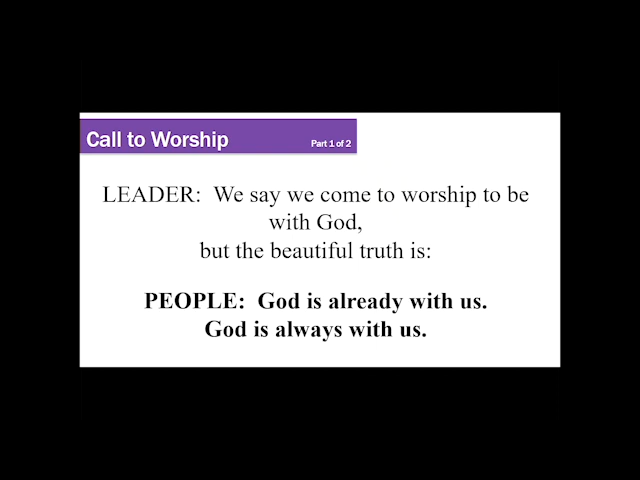 Call to Worship
Part 1 of 2
LEADER:  We say we come to worship to be
with God,
but the beautiful truth is:
PEOPLE:  God is already with us.
God is always with us.